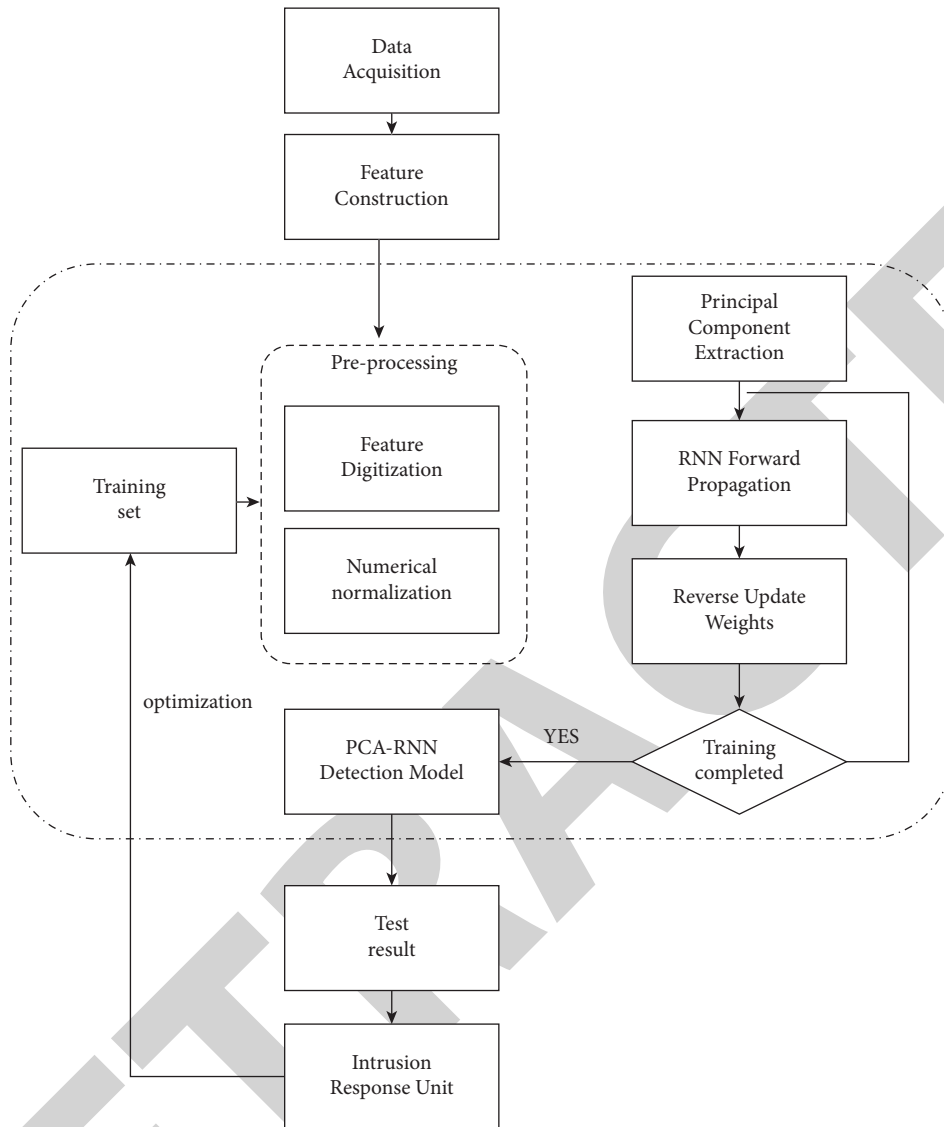 Data
Acquisition
Feature
Construction
Principal
Component
Extraction
Pre-processing
Feature
Digitization
RNN Forward
Propagation
Training
set
Numerical
normalization
Reverse Update
Weights
optimization
PCA-RNN
Detection Model
YES
Training
completed
Test
result
Intrusion
Response Unit